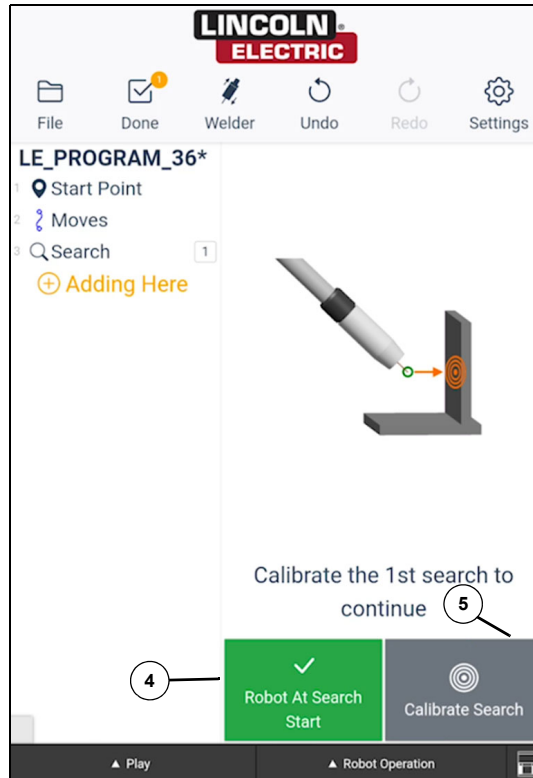 LINCOLN ®
ELECTRIC
1
File
Done
Welder
Undo
Redo
Settings
LE_PROGRAM_36*
1 Start Point
2 Moves
3 Search 1
Adding Here
Calibrate the 1st search to
continue
5
4
Robot At Search
Start
Calibrate Search
▲ Play
▲ Robot Operation